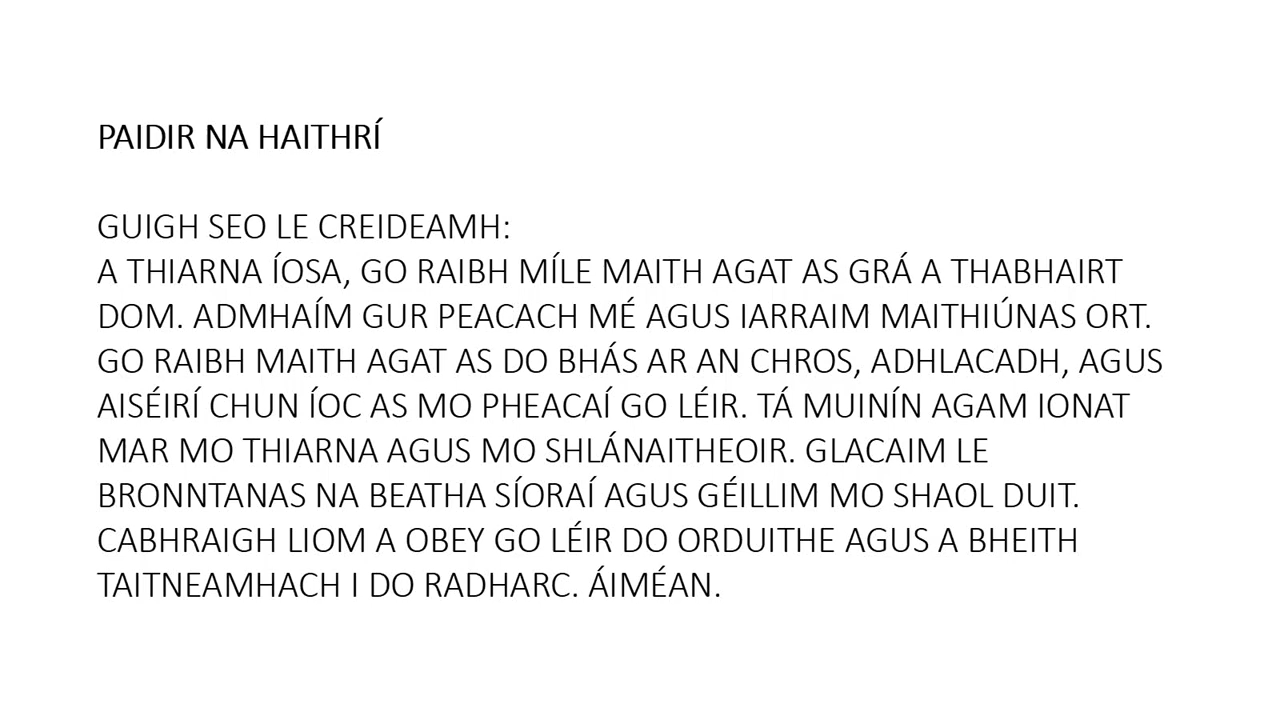 PAIDIR NA HAITHRÍ
GUIGH SEO LE CREIDEAMH:
A THIARNA ÍOSA, GO RAIBH MÍLE MAITH AGAT AS GRÁ A THABHAIRT
DOM. ADMHAÍM GUR PEACACH MÉ AGUS IARRAIM MAITHIÚNAS ORT.
GO RAIBH MAITH AGAT AS DO BHÁS AR AN CHROS, ADHLACADH, AGUS
AISÉIRÍ CHUN ÍOC AS MO PHEACAÍ GO LÉIR. TÁ MUINÍN AGAM IONAT
MAR MO THIARNA AGUS MO SHLÁNAITHEOIR. GLACAIM LE
BRONNTANAS NA BEATHA SÍORAÍ AGUS GÉILLIM MO SHAOL DUIT.
CABHRAIGH LIOM A OBEY GO LÉIR DO ORDUITHE AGUS A BHEITH
TAITNEAMHACH I DO RADHARC. ÁIMÉAN.